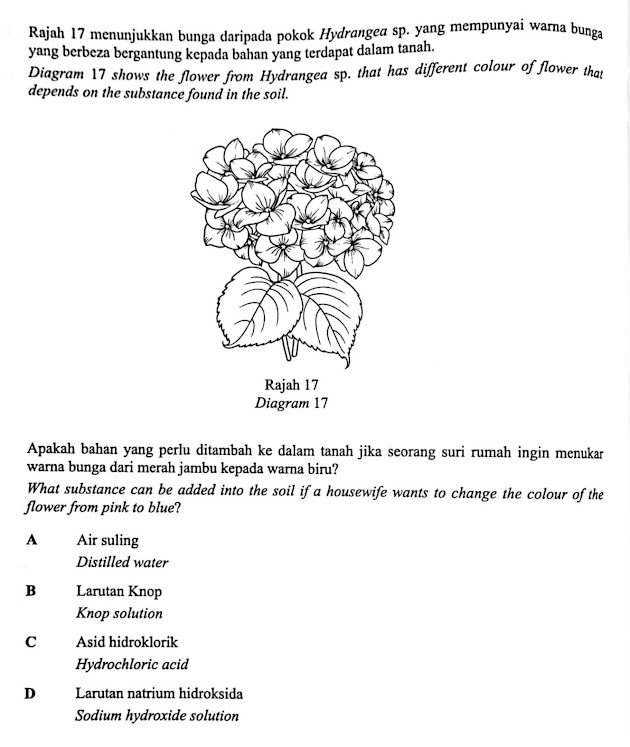 Rajah 17 menunjukkan bunga daripada pokok Hydrangea sp. yang mempunyai warna bunga
yang berbeza bergantung kepada bahan yang terdapat dalam tanah.
Diagram 17 shows the flower from Hydrangea sp. that has different colour of flower that
depends on the substance found in the soil.
Rajah 17
Diagram 17
Apakah bahan yang perlu ditambah ke dalam tanah jika seorang suri rumah ingin menukar
warna bunga dari merah jambu kepada warna biru?
What substance can be added into the soil if a housewife wants to change the colour of the
flower from pink to blue?
A Air suling
Distilled water
B Larutan Knop
Knop solution
C Asid hidroklorik
Hydrochloric acid
D Larutan natrium hidroksida
Sodium hydroxide solution